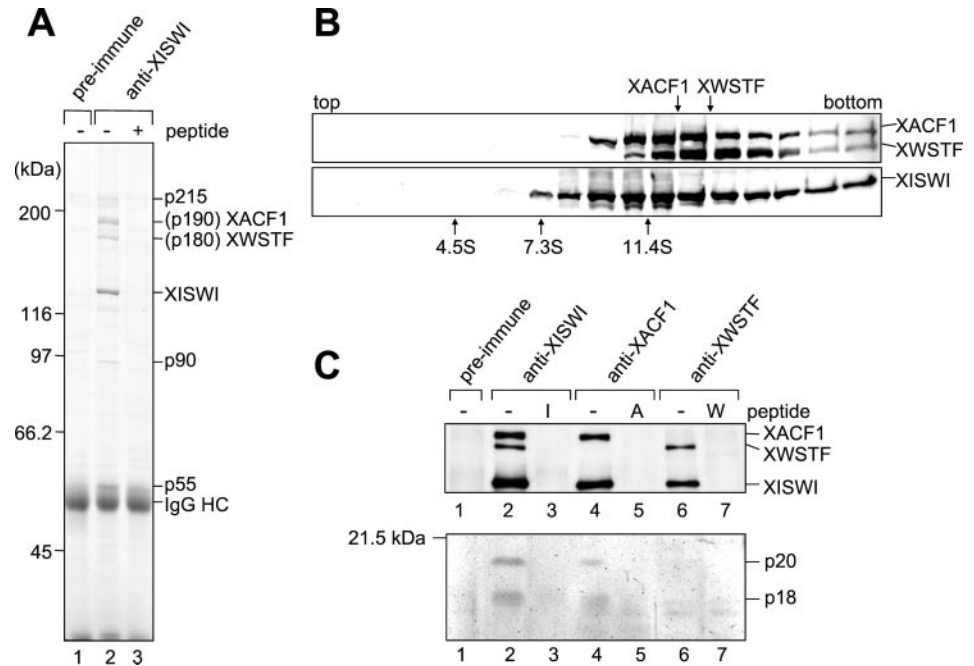 A
pre-immune
anti-XISWI
- - + peptide
(kDa)
200
116
97
66.2
45
p215
(p190) XACF1
(p180) XWSTF
XISWI
p90
p55
IgG HC
1 2 3
B
XACF1 XWSTF
top bottom
XACF1
XWSTF
XISWI
4.5S 7.3S 11.4S
C
pre-immune
anti-XISWI
anti-XACF1
anti-XWSTF
- - I - A - W peptide
XACF1
XWSTF
XISWI
1 2 3 4 5 6 7
21.5 kDa
p20
p18
1 2 3 4 5 6 7